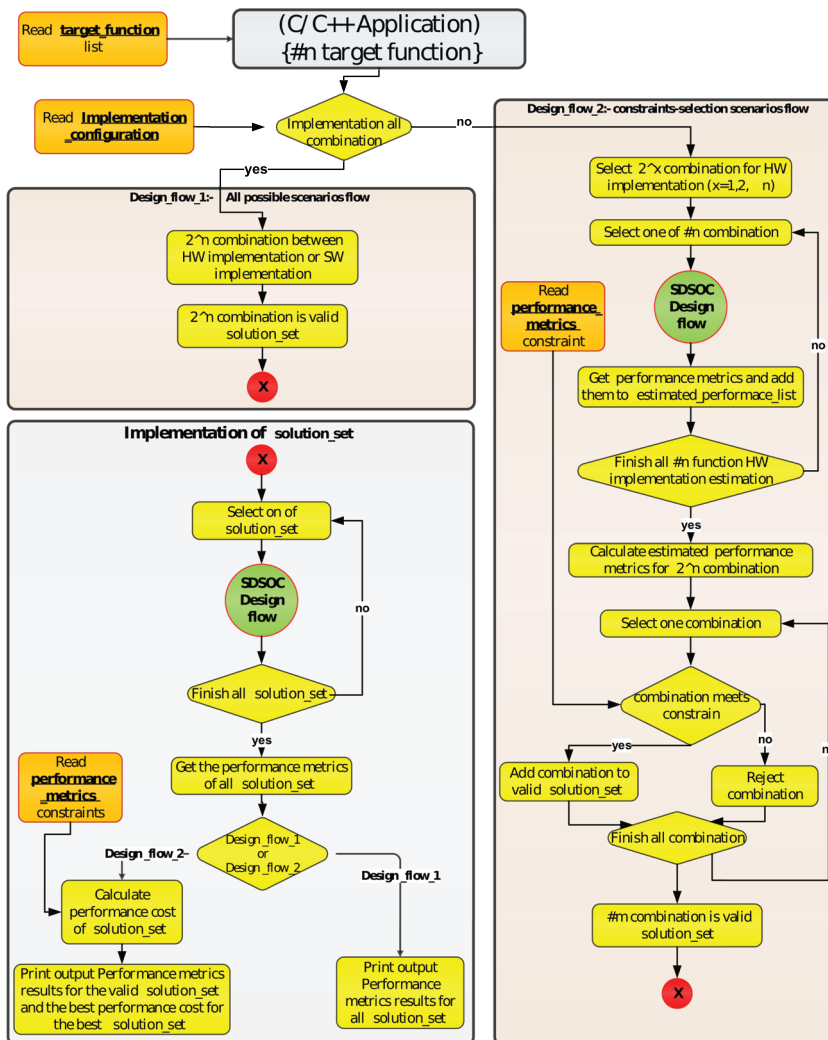 Read target_function
list
(C/ C++ Application)
{#n target function}
Read Implementation
_configuration
Implementation all
combination
no
yes
Design_flow_1:- All possible scenarios flow
2^n combination between
HW implementation or SW
implementation
2^n combination is valid
solution_set
X
Implementation of solution_set
X
Select on of
solution_set
SDSOC
Design
flow
no
Finish all solution_set
yes
Get the performance metrics
of all solution_set
Read
performance
_metrics
constraints
Design_flow_1
or
Design_flow_2
Design_flow_2
Design_flow_1
Calculate
performance cost
of solution_set
Print output Performance metrics
results for the valid solution_set
and the best performance cost for
the best solution_set
Print output
Performance
metrics results for
all solution_set
Design_flow_2:- constraints-selection scenarios flow
Select 2^x combination for HW
implementation (x=1,2, n)
Select one of #n combination
Read
performance_
metrics
constraint
SDSOC
Design
flow
no
Get performance metrics and add
them to estimated_performace_list
Finish all #n function HW
implementation estimation
yes
Calculate estimated performance
metrics for 2^n combination
Select one combination
combination meets
constrain
yes
no
n
Add combination to
valid solution_set
Reject
combination
Finish all combination
#m combination is valid
solution_set
X